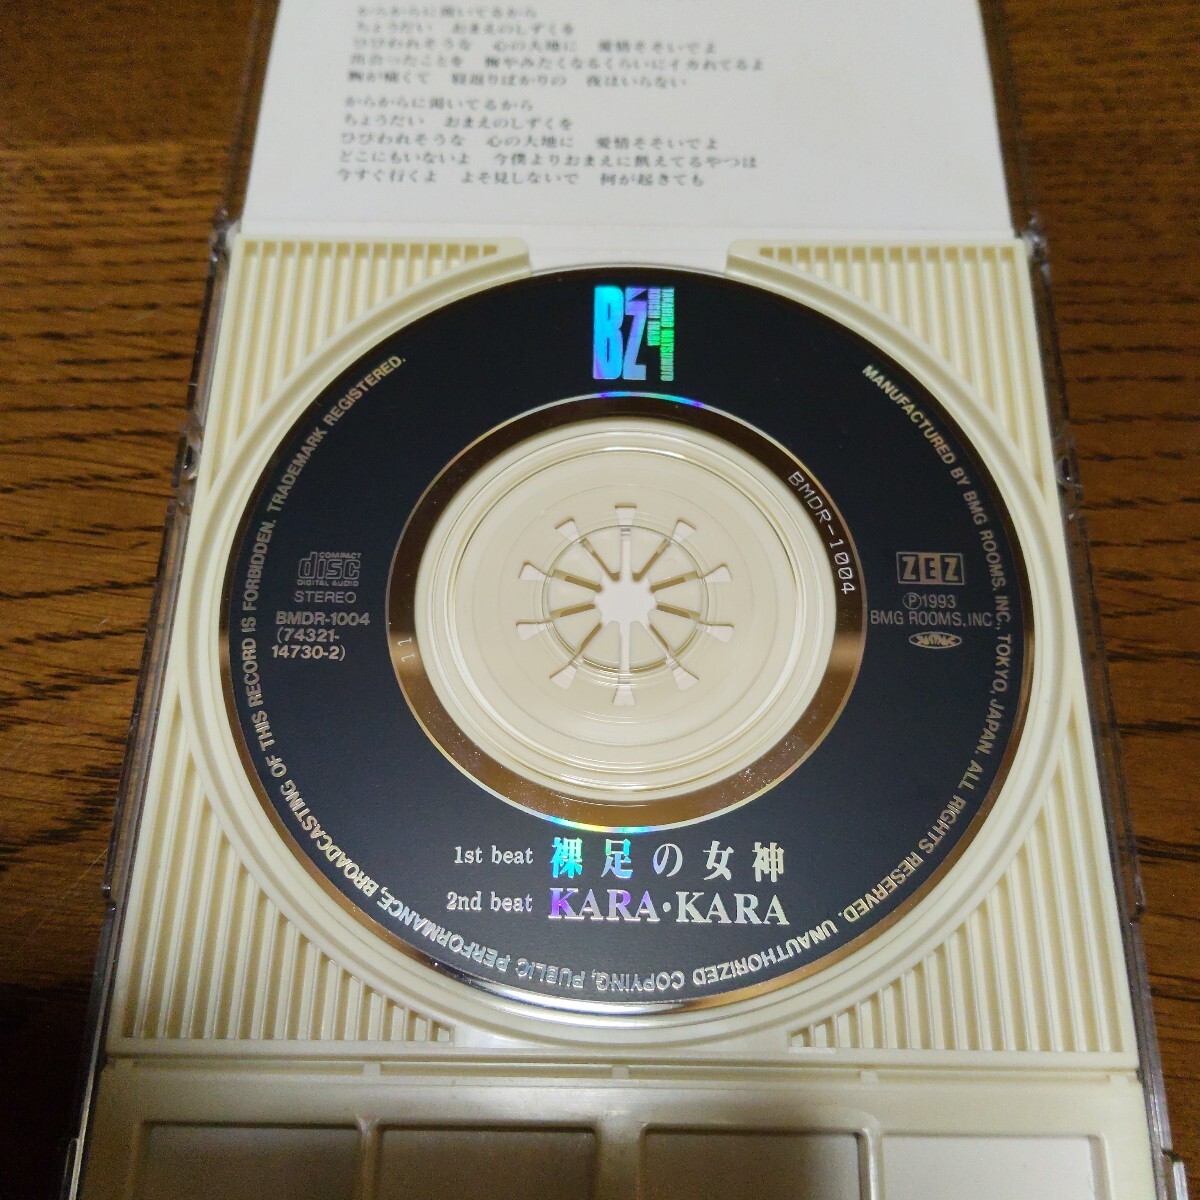 からからに渇いてるから
ちょうだい おまえのしずくを
ひびわれそうな 心の大地に 愛情そそいでよ
出会ったことを 悔やみたくなるくらいにイカれてるよ
胸が痛くて 寝返りばかりの 夜はいらない
からからに渇いてるから
ちょうだい おまえのしずくを
ひびわれそうな 心の大地に 愛情そそいでよ
どこにもいないよ 今僕よりおまえに飢えてるやつは
今すぐ行くよ よそ見しないで 何が起きても
B'z
TAKAHIRO MATSUMOTO
KOSHI INABA
MANUFACTURED BY BMG ROOMS, INC., TOKYO, JAPAN. ALL RIGHTS RESERVED. UNAUTHORIZED COPYING, PUBLIC PERFORMANCE, BROADCASTING OF THIS RECORD IS FORBIDDEN. TRADEMARK REGISTERED.
BMDR-1004
11
COMPACT
disc
DIGITAL AUDIO
STEREO
BMDR-1004
(74321-
14730-2)
ZEZ
Ⓟ1993
BMG ROOMS, INC.
1st beat 裸足の女神
2nd beat KARA・KARA